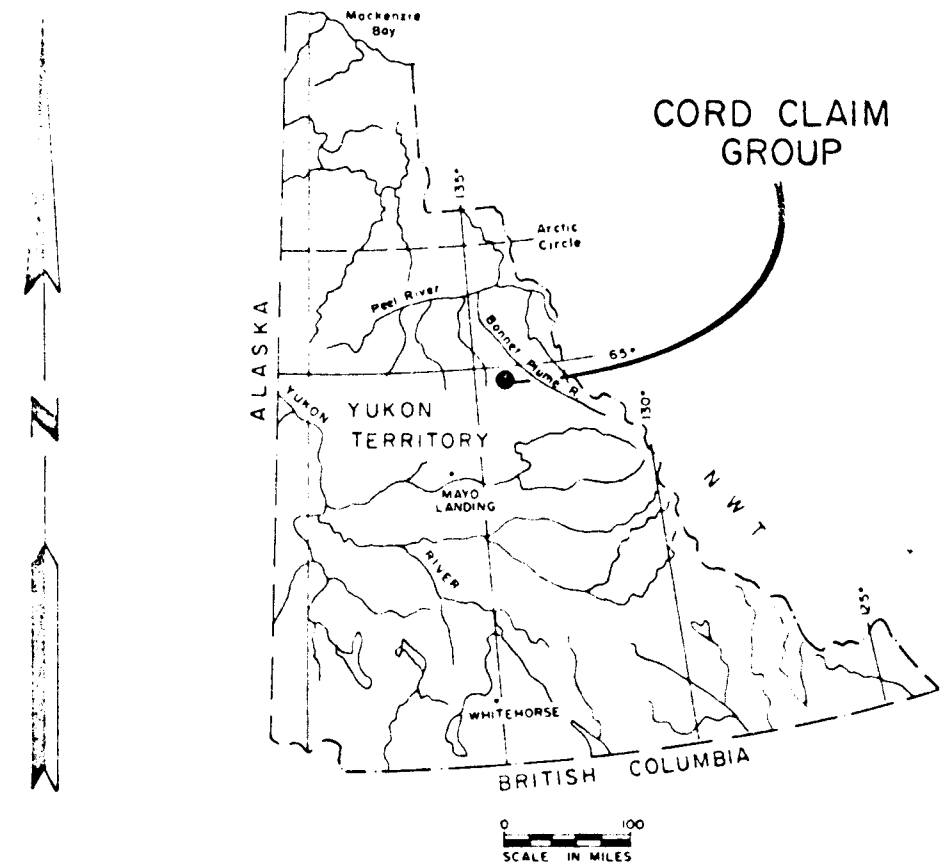 Mackenzie
Bay
CORD CLAIM
GROUP
135°
Arctic
Circle
Peel River
Bonnet Plume R.
65°
ALASKA
YUKON
YUKON
TERRITORY
130°
MAYO
LANDING
N W T
N
RIVER
125°
WHITEHORSE
BRITISH COLUMBIA
0 100
SCALE IN MILES